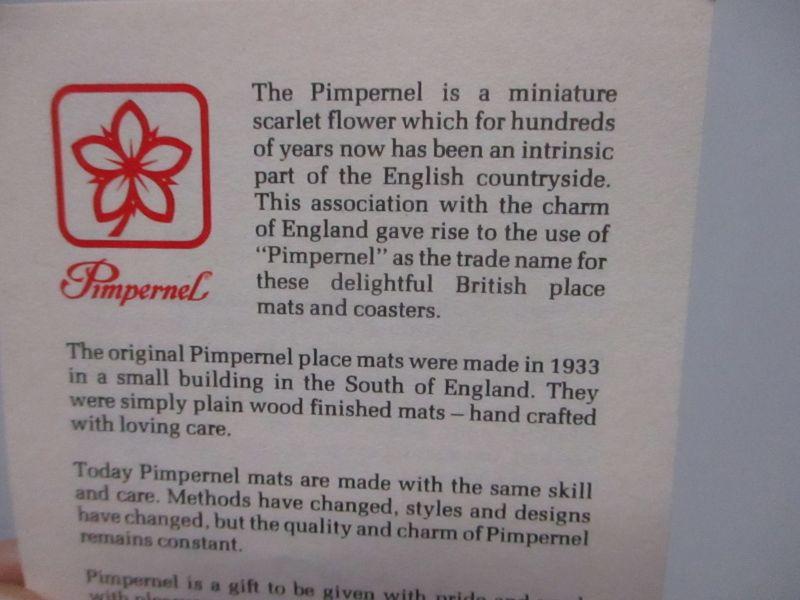 The Pimpernel is a miniature
scarlet flower which for hundreds
of years now has been an intrinsic
part of the English countryside.
This association with the charm
of England gave rise to the use of
“Pimpernel” as the trade name for
these delightful British place
mats and coasters.
Pimpernel
The original Pimpernel place mats were made in 1933
in a small building in the South of England. They
were simply plain wood finished mats – hand crafted
with loving care.
Today Pimpernel mats are made with the same skill
and care. Methods have changed, styles and designs
have changed, but the quality and charm of Pimpernel
remains constant.
Pimpernel is a gift to be given with pride and
with